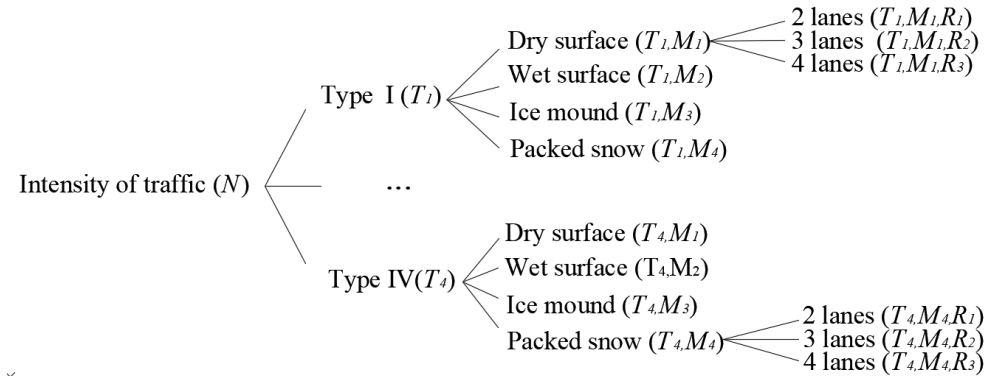 2 lanes (T1,M1,R1)
Dry surface (T1,M1)
3 lanes (T1,M1,R2)
4 lanes (T1,M1,R3)
Wet surface (T1,M2)
Type I (T1)
Ice mound (T1,M3)
Packed snow (T1,M4)
Intensity of traffic (N)
...
Dry surface (T4,M1)
Wet surface (T4,M2)
Type IV(T4)
Ice mound (T4,M3)
2 lanes (T4,M4,R1)
Packed snow (T4,M4)
3 lanes (T4,M4,R2)
4 lanes (T4,M4,R3)